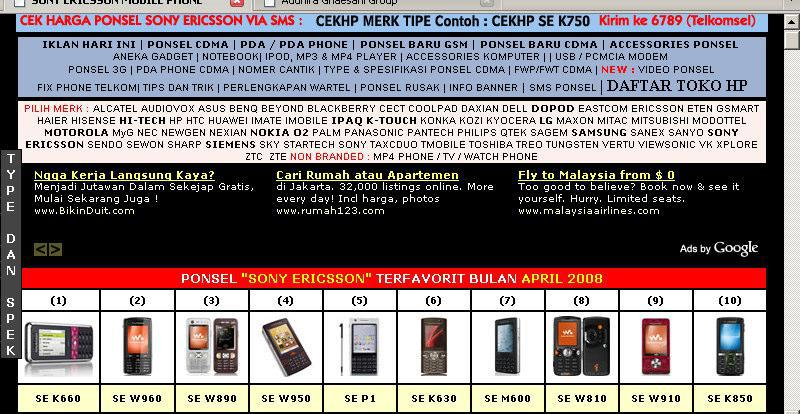 SONY ERICSSON MOBILE PHONE
Addhira Ghaesani Group
CEK HARGA PONSEL SONY ERICSSON VIA SMS : CEKHP MERK TIPE Contoh : CEKHP SE K750 Kirim ke 6789 (Telkomsel)
IKLAN HARI INI | PONSEL CDMA | PDA / PDA PHONE | PONSEL BARU GSM | PONSEL BARU CDMA | ACCESSORIES PONSEL
ANEKA GADGET | NOTEBOOK| IPOD, MP3 & MP4 PLAYER | ACCESSORIES KOMPUTER | | USB / PCMCIA MODEM
PONSEL 3G | PDA PHONE CDMA | NOMER CANTIK | TYPE & SPESIFIKASI PONSEL CDMA | FWP/FWT CDMA | NEW : VIDEO PONSEL
FIX PHONE TELKOM| TIPS DAN TRIK | PERLENGKAPAN WARTEL | PONSEL RUSAK | INFO BANNER | SMS PONSEL | DAFTAR TOKO HP
PILIH MERK : ALCATEL AUDIOVOX ASUS BENQ BEYOND BLACKBERRY CECT COOLPAD DAXIAN DELL DOPOD EASTCOM ERICSSON ETEN GSMART
HAIER HISENSE HI-TECH HP HTC HUAWEI IMATE IMOBILE IPAQ K-TOUCH KONKA KOZI KYOCERA LG MAXON MITAC MITSUBISHI MODOTTEL
MOTOROLA MyG NEC NEWGEN NEXIAN NOKIA O2 PALM PANASONIC PANTECH PHILIPS QTEK SAGEM SAMSUNG SANEX SANYO SONY
ERICSSON SENDO SEWON SHARP SIEMENS SKY STARTECH SONY TAXCDUO TMOBILE TOSHIBA TREO TUNGSTEN VERTU VIEWSONIC VK XPLORE
ZTC ZTE NON BRANDED : MP4 PHONE / TV / WATCH PHONE
TYPE DAN SPEK
Ngga Kerja Langsung Kaya?
Menjadi Jutawan Dalam Sekejap Gratis,
Mulai Sekarang Juga !
www.BikinDuit.com
Cari Rumah atau Apartemen
di Jakarta. 32,000 listings online. More
every day! Incl harga, photos
www.rumah123.com
Fly to Malaysia from $ 0
Too good to believe? Book now & see it
yourself. Hurry. Limited seats.
www.malaysiaairlines.com
Ads by Google
PONSEL "SONY ERICSSON" TERFAVORIT BULAN APRIL 2008
(1) (2) (3) (4) (5) (6) (7) (8) (9) (10)
SE K660 SE W960 SE W890 SE W950 SE P1 SE K630 SE M600 SE W810 SE W910 SE K850